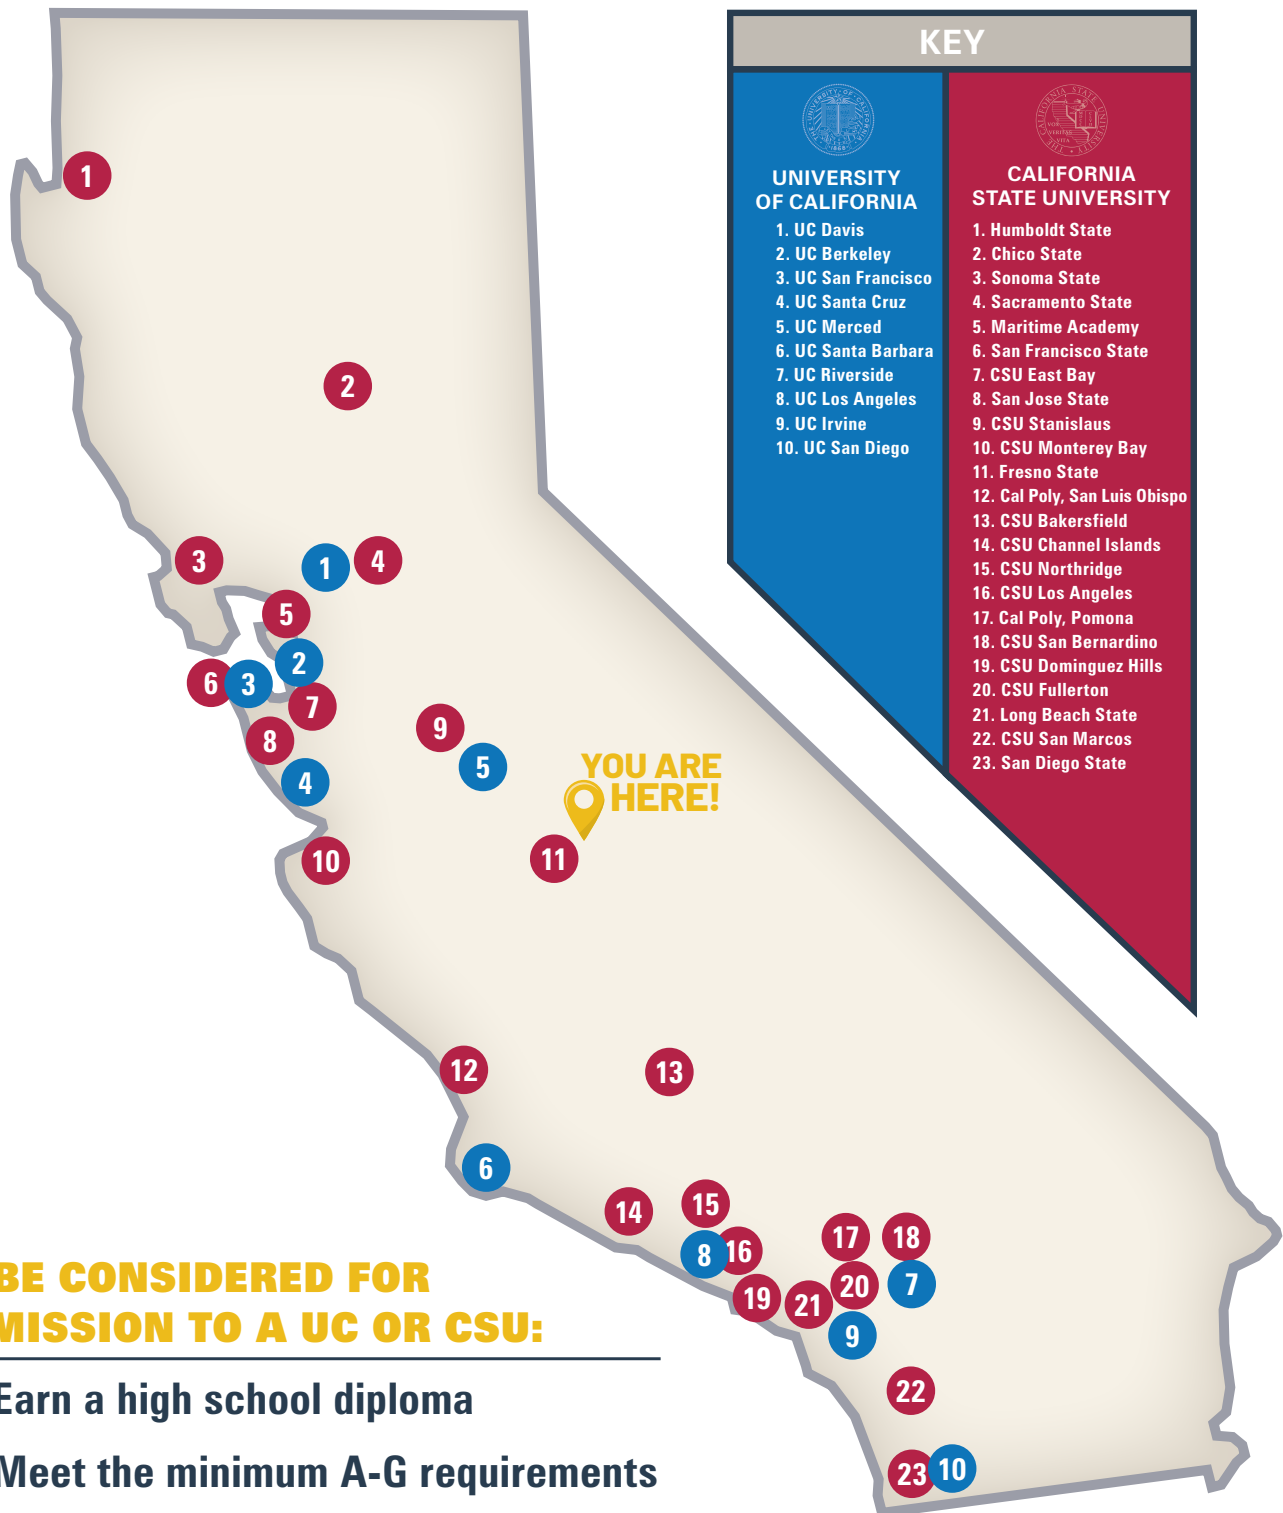 KEY
UNIVERSITY
OF CALIFORNIA
1. UC Davis
2. UC Berkeley
3. UC San Francisco
4. UC Santa Cruz
5. UC Merced
6. UC Santa Barbara
7. UC Riverside
8. UC Los Angeles
9. UC Irvine
10. UC San Diego
CALIFORNIA
STATE UNIVERSITY
1. Humboldt State
2. Chico State
3. Sonoma State
4. Sacramento State
5. Maritime Academy
6. San Francisco State
7. CSU East Bay
8. San Jose State
9. CSU Stanislaus
10. CSU Monterey Bay
11. Fresno State
12. Cal Poly, San Luis Obispo
13. CSU Bakersfield
14. CSU Channel Islands
15. CSU Northridge
16. CSU Los Angeles
17. Cal Poly, Pomona
18. CSU San Bernardino
19. CSU Dominguez Hills
20. CSU Fullerton
21. Long Beach State
22. CSU San Marcos
23. San Diego State
1
2
3
1
4
5
2
6
3
7
8
9
4
5
YOU ARE
HERE!
10
11
12
13
6
14
15
8
16
17
18
19
21
20
7
9
22
23
10
BE CONSIDERED FOR
MISSION TO A UC OR CSU:
Earn a high school diploma
Meet the minimum A-G requirements